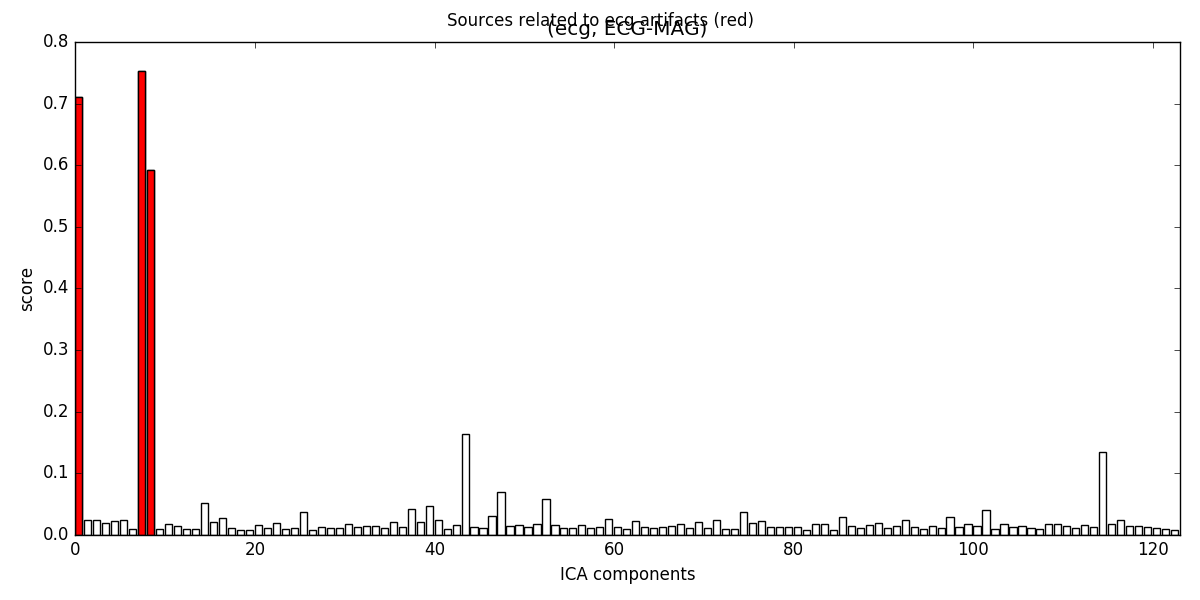 Sources related to ecg artifacts (red)
(ecg, ECG-MAG)
0.8
0.7
0.6
0.5
0.4
0.3
0.2
0.1
0.0
score
0 20 40 60 80 100 120
ICA components